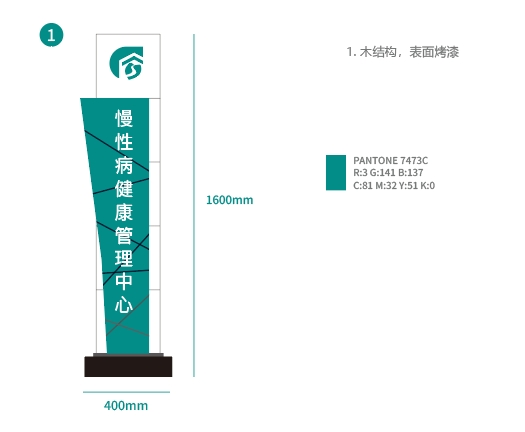 1
1. 木结构，表面烤漆
慢性病健康管理中心
PANTONE 7473C
R:3 G:141 B:137
C:81 M:32 Y:51 K:0
1600mm
400mm